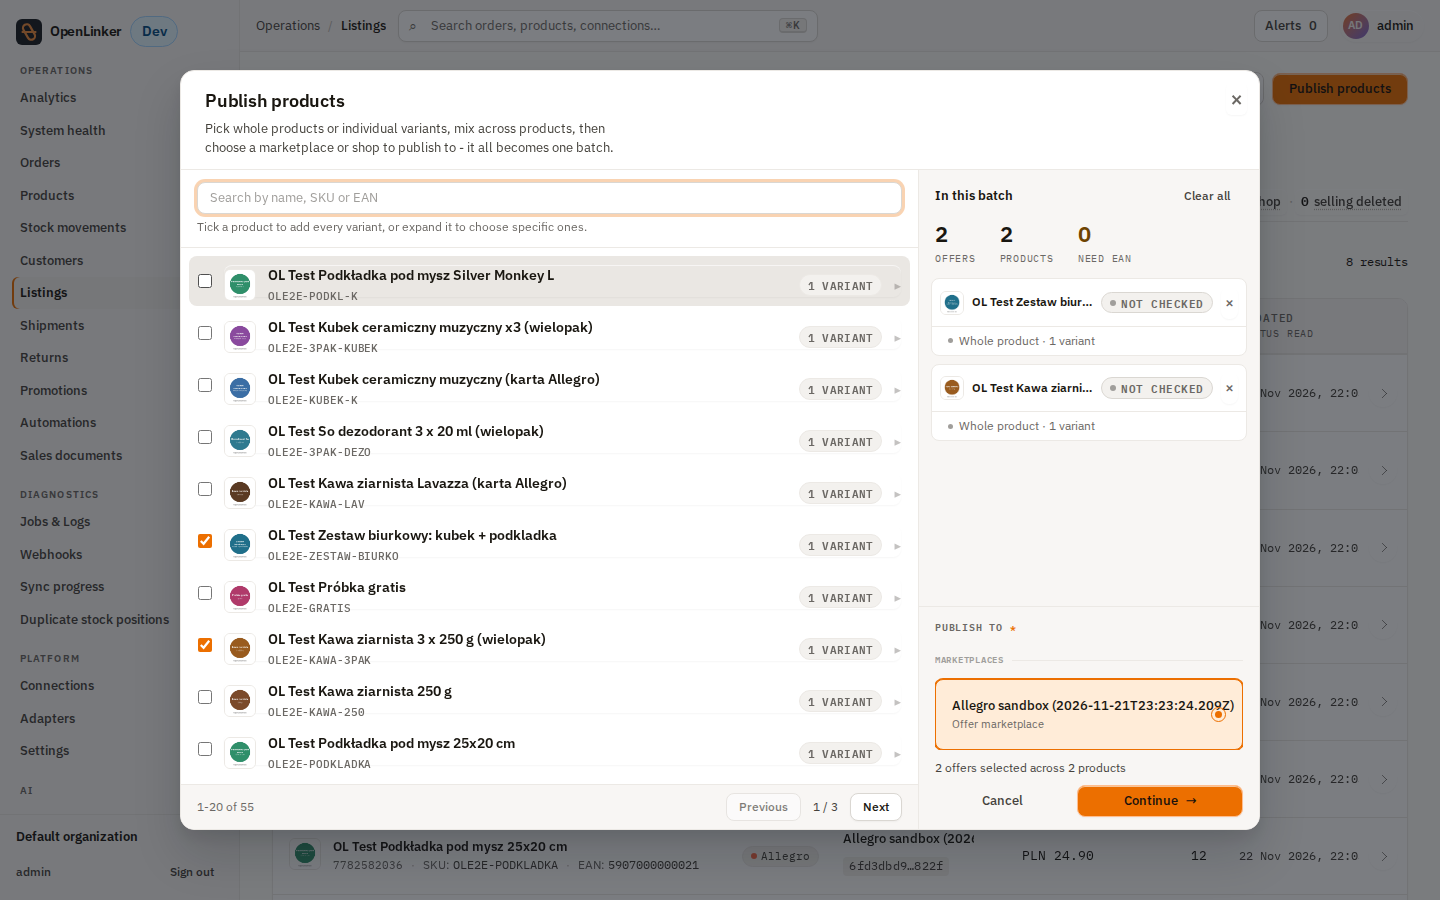 OpenLinker Dev
OPERATIONS
Analytics
System health
Orders
Products
Stock movements
Customers
Listings
Shipments
Returns
Promotions
Automations
Sales documents
DIAGNOSTICS
Jobs & Logs
Webhooks
Sync progress
Duplicate stock positions
PLATFORM
Connections
Adapters
Settings
AI
Default organization
admin Sign out
Operations / Listings
Search orders, products, connections... ⌘K
Alerts 0
AD admin
Publish products
hop · 0 selling deleted
8 results
DATED
TUS READ
Nov 2026, 22:0
Nov 2026, 22:0
Nov 2026, 22:0
Nov 2026, 22:0
Nov 2026, 22:0
Nov 2026, 22:0
Publish products ×
Pick whole products or individual variants, mix across products, then
choose a marketplace or shop to publish to - it all becomes one batch.
Search by name, SKU or EAN
Tick a product to add every variant, or expand it to choose specific ones.
OL Test Podkładka pod mysz Silver Monkey L
OLE2E-PODKL-K
1 VARIANT ▸
OL Test Kubek ceramiczny muzyczny x3 (wielopak)
OLE2E-3PAK-KUBEK
1 VARIANT ▸
OL Test Kubek ceramiczny muzyczny (karta Allegro)
OLE2E-KUBEK-K
1 VARIANT ▸
OL Test So dezodorant 3 x 20 ml (wielopak)
OLE2E-3PAK-DEZO
1 VARIANT ▸
OL Test Kawa ziarnista Lavazza (karta Allegro)
OLE2E-KAWA-LAV
1 VARIANT ▸
OL Test Zestaw biurkowy: kubek + podkladka
OLE2E-ZESTAW-BIURKO
1 VARIANT ▸
OL Test Próbka gratis
OLE2E-GRATIS
1 VARIANT ▸
OL Test Kawa ziarnista 3 x 250 g (wielopak)
OLE2E-KAWA-3PAK
1 VARIANT ▸
OL Test Kawa ziarnista 250 g
OLE2E-KAWA-250
1 VARIANT ▸
OL Test Podkładka pod mysz 25x20 cm
OLE2E-PODKLADKA
1 VARIANT ▸
1-20 of 55 Previous 1 / 3 Next
In this batch Clear all
2 2 0
OFFERS PRODUCTS NEED EAN
OL Test Zestaw biur... NOT CHECKED ×
Whole product · 1 variant
OL Test Kawa ziarni... NOT CHECKED ×
Whole product · 1 variant
PUBLISH TO ★
MARKETPLACES
Allegro sandbox (2026-11-21T23:23:24.209Z)
Offer marketplace
2 offers selected across 2 products
Cancel Continue →
OL Test Podkładka pod mysz 25x20 cm
7782582036 · SKU: OLE2E-PODKLADKA · EAN: 5907000000021
Allegro
Allegro sandbox (202
6fd3dbd9…822f
PLN 24.90
12
22 Nov 2026, 22:0